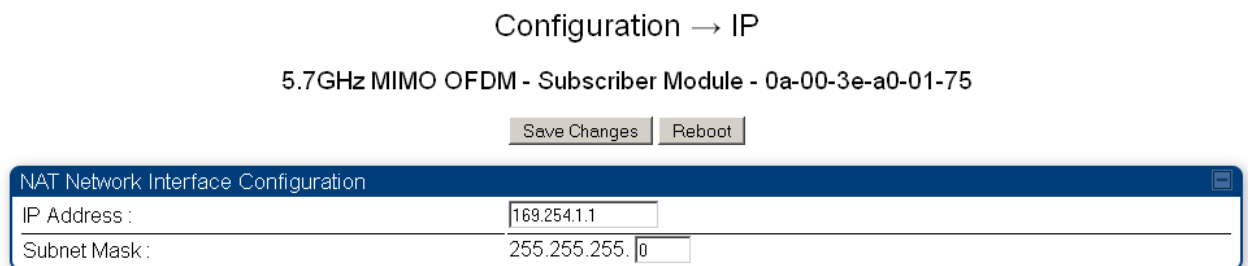 Configuration → IP
5.7GHz MIMO OFDM - Subscriber Module - 0a-00-3e-a0-01-75
Save Changes Reboot
NAT Network Interface Configuration
IP Address : 169.254.1.1
Subnet Mask : 255.255.255. 0